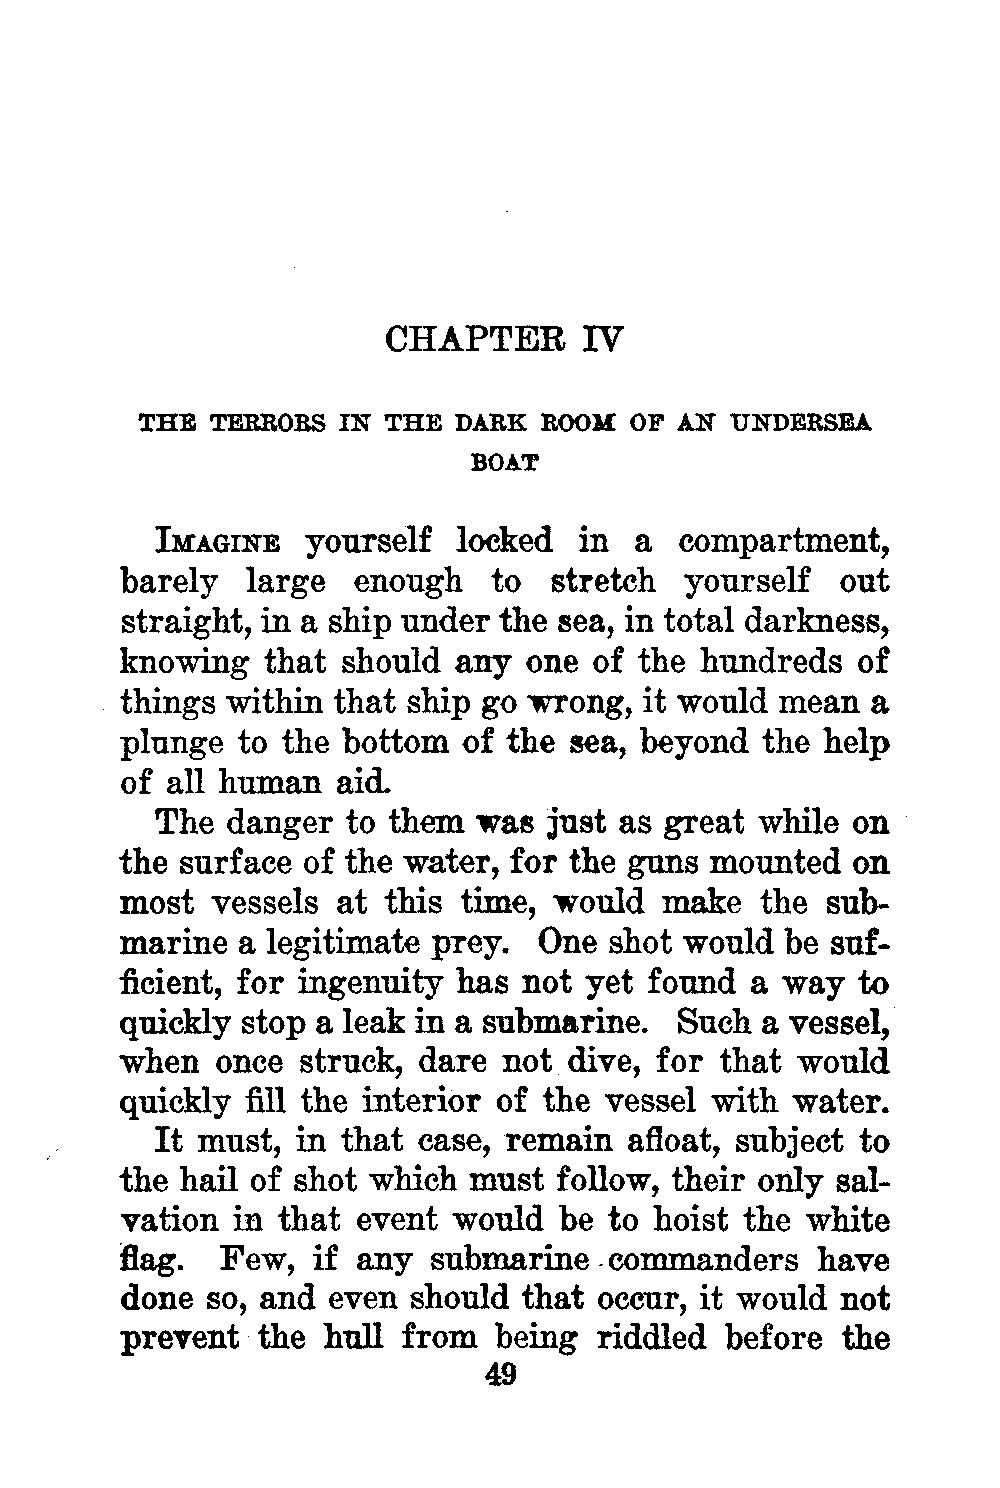 CHAPTER IV
THE TERRORS IN THE DARK ROOM OF AN UNDERSEA
BOAT
IMAGINE yourself locked in a compartment,
barely large enough to stretch yourself out
straight, in a ship under the sea, in total darkness,
knowing that should any one of the hundreds of
things within that ship go wrong, it would mean a
plunge to the bottom of the sea, beyond the help
of all human aid.
The danger to them was just as great while on
the surface of the water, for the guns mounted on
most vessels at this time, would make the sub-
marine a legitimate prey. One shot would be suf-
ficient, for ingenuity has not yet found a way to
quickly stop a leak in a submarine. Such a vessel,
when once struck, dare not dive, for that would
quickly fill the interior of the vessel with water.
It must, in that case, remain afloat, subject to
the hail of shot which must follow, their only sal-
vation in that event would be to hoist the white
flag. Few, if any submarine commanders have
done so, and even should that occur, it would not
prevent the hull from being riddled before the
49